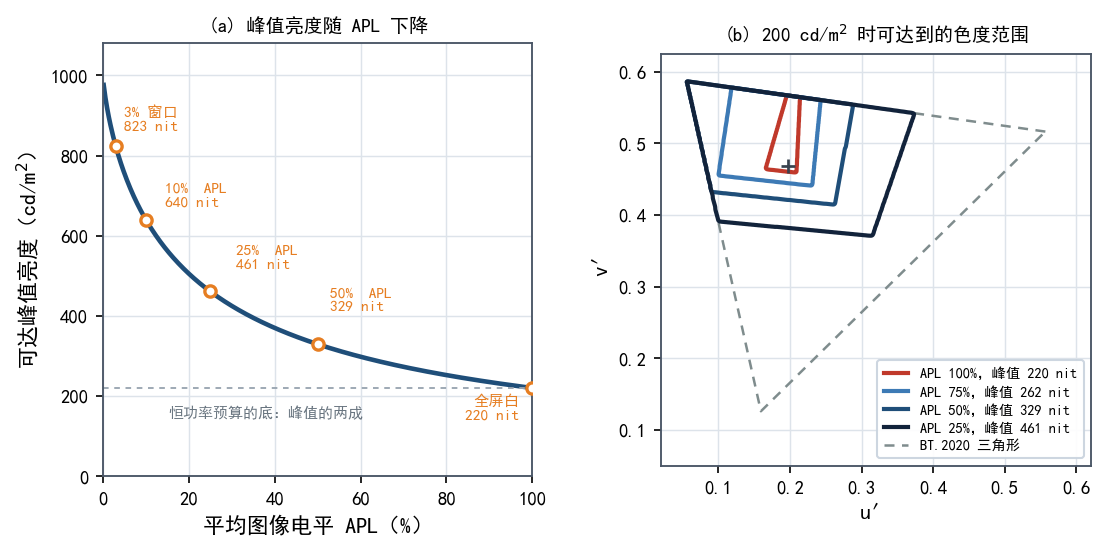 (a) 峰值亮度随 APL 下降
可达峰值亮度 (cd/m²)
1000
800
600
400
200
0
3% 窗口
823 nit
10% APL
640 nit
25% APL
461 nit
50% APL
329 nit
全屏白
220 nit
恒功率预算的底: 峰值的两成
0 20 40 60 80 100
平均图像电平 APL (%)
(b) 200 cd/m² 时可达到的色度范围
v′
0.6
0.5
0.4
0.3
0.2
0.1
APL 100%, 峰值 220 nit
APL 75%, 峰值 262 nit
APL 50%, 峰值 329 nit
APL 25%, 峰值 461 nit
BT.2020 三角形
0.1 0.2 0.3 0.4 0.5 0.6
u′